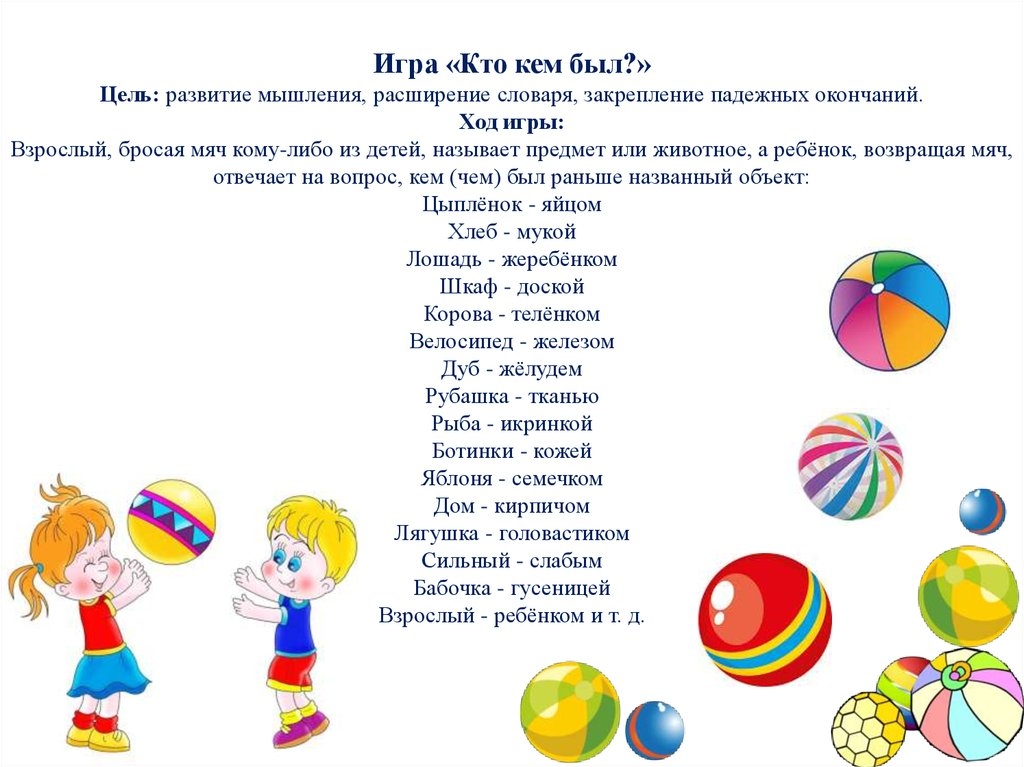 Игра «Кто кем был?»
Цель: развитие мышления, расширение словаря, закрепление падежных окончаний.
Ход игры:
Взрослый, бросая мяч кому-либо из детей, называет предмет или животное, а ребёнок, возвращая мяч,
отвечает на вопрос, кем (чем) был раньше названный объект:
Цыплёнок - яйцом
Хлеб - мукой
Лошадь - жеребёнком
Шкаф - доской
Корова - телёнком
Велосипед - железом
Дуб - жёлудем
Рубашка - тканью
Рыба - икринкой
Ботинки - кожей
Яблоня - семечком
Дом - кирпичом
Лягушка - головастиком
Сильный - слабым
Бабочка - гусеницей
Взрослый - ребёнком и т. д.